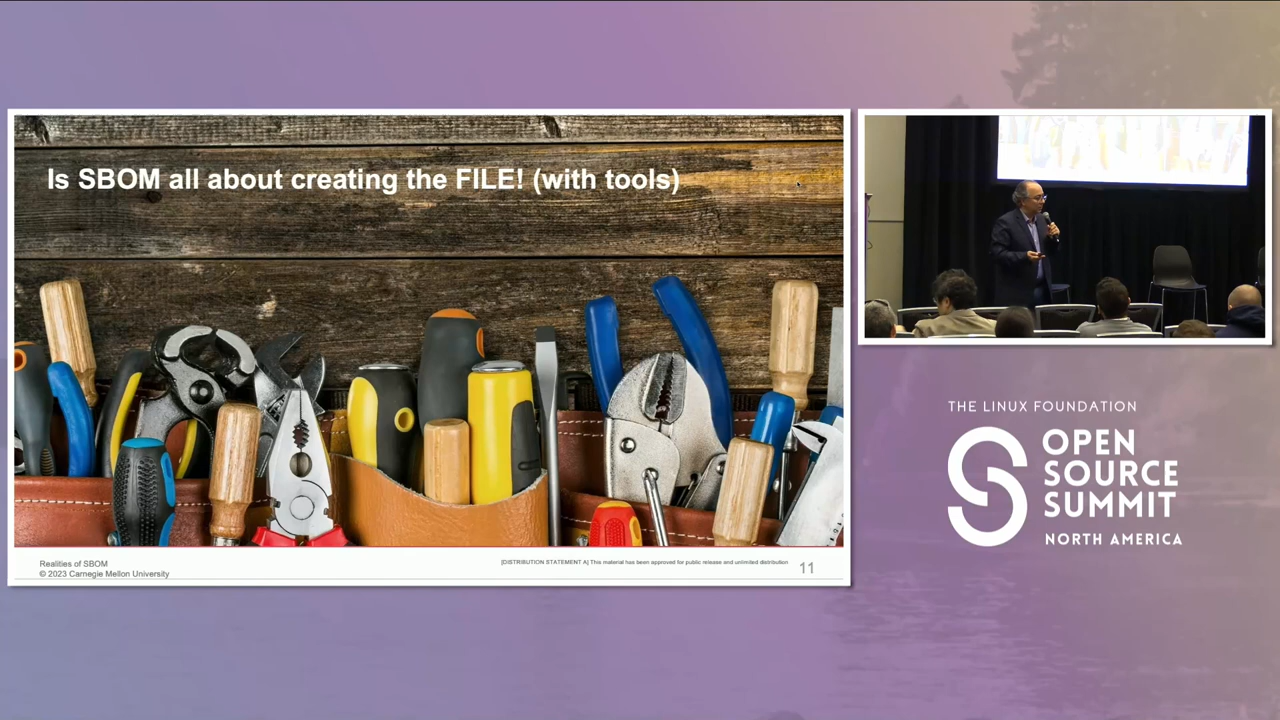 Is SBOM all about creating the FILE! (with tools)
Realities of SBOM
© 2023 Carnegie Mellon University
[DISTRIBUTION STATEMENT A] This material has been approved for public release and unlimited distribution
11
THE LINUX FOUNDATION
OPEN
SOURCE
SUMMIT
NORTH AMERICA